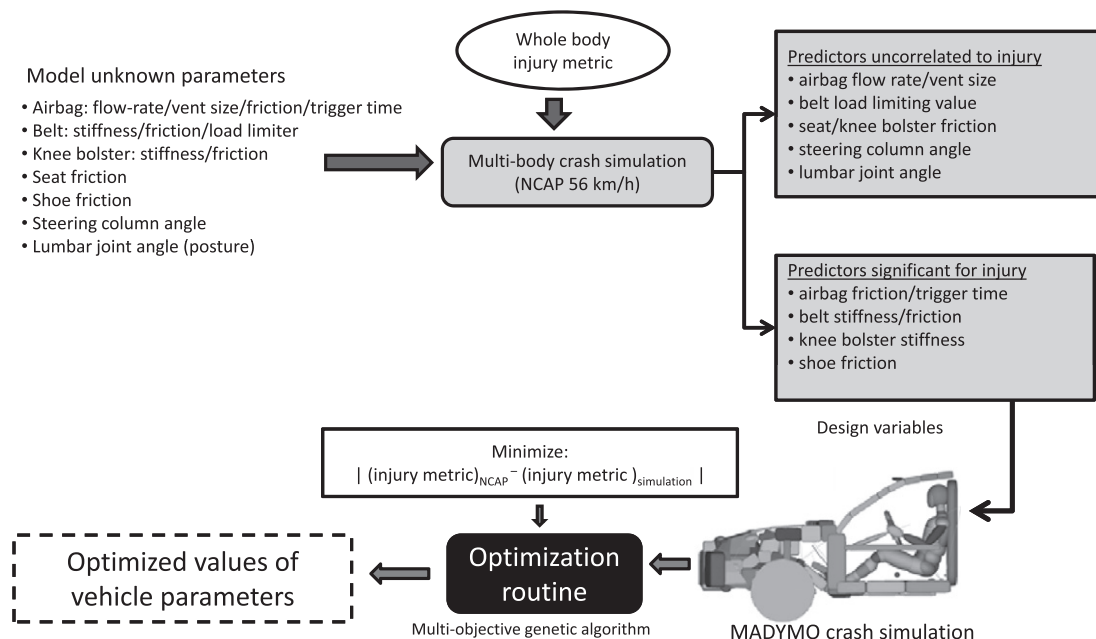 Whole body
injury metric
Model unknown parameters
• Airbag: flow-rate/vent size/friction/trigger time
• Belt: stiffness/friction/load limiter
• Knee bolster: stiffness/friction
• Seat friction
• Shoe friction
• Steering column angle
• Lumbar joint angle (posture)
Multi-body crash simulation
(NCAP 56 km/h)
Predictors uncorrelated to injury
• airbag flow rate/vent size
• belt load limiting value
• seat/knee bolster friction
• steering column angle
• lumbar joint angle
Predictors significant for injury
• airbag friction/trigger time
• belt stiffness/friction
• knee bolster stiffness
• shoe friction
Design variables
Minimize:
| (injury metric)NCAP – (injury metric )simulation |
MADYMO crash simulation
Optimization
routine
Multi-objective genetic algorithm
Optimized values of
vehicle parameters